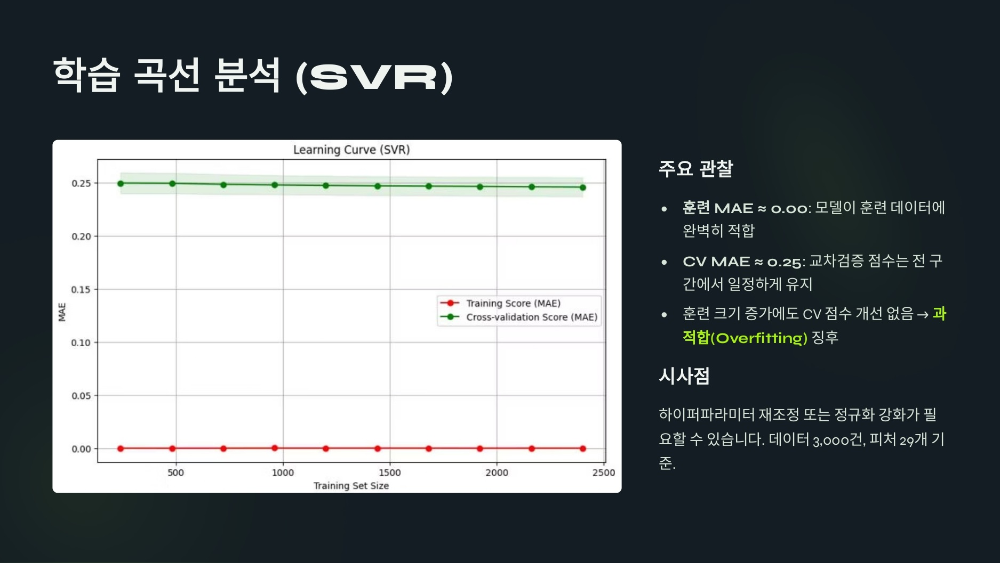 학습 곡선 분석 (SVR)
Learning Curve (SVR)
0.25
0.20
0.15
0.10
0.05
0.00
MAE
Training Score (MAE)
Cross-validation Score (MAE)
500
1000
1500
2000
2500
Training Set Size
주요 관찰
• 훈련 MAE ≈ 0.00: 모델이 훈련 데이터에
완벽히 적합
• CV MAE ≈ 0.25: 교차검증 점수는 전 구
간에서 일정하게 유지
• 훈련 크기 증가에도 CV 점수 개선 없음 → 과
적합(Overfitting) 징후
시사점
하이퍼파라미터 재조정 또는 정규화 강화가 필
요할 수 있습니다. 데이터 3,000건, 피처 29개 기
준.